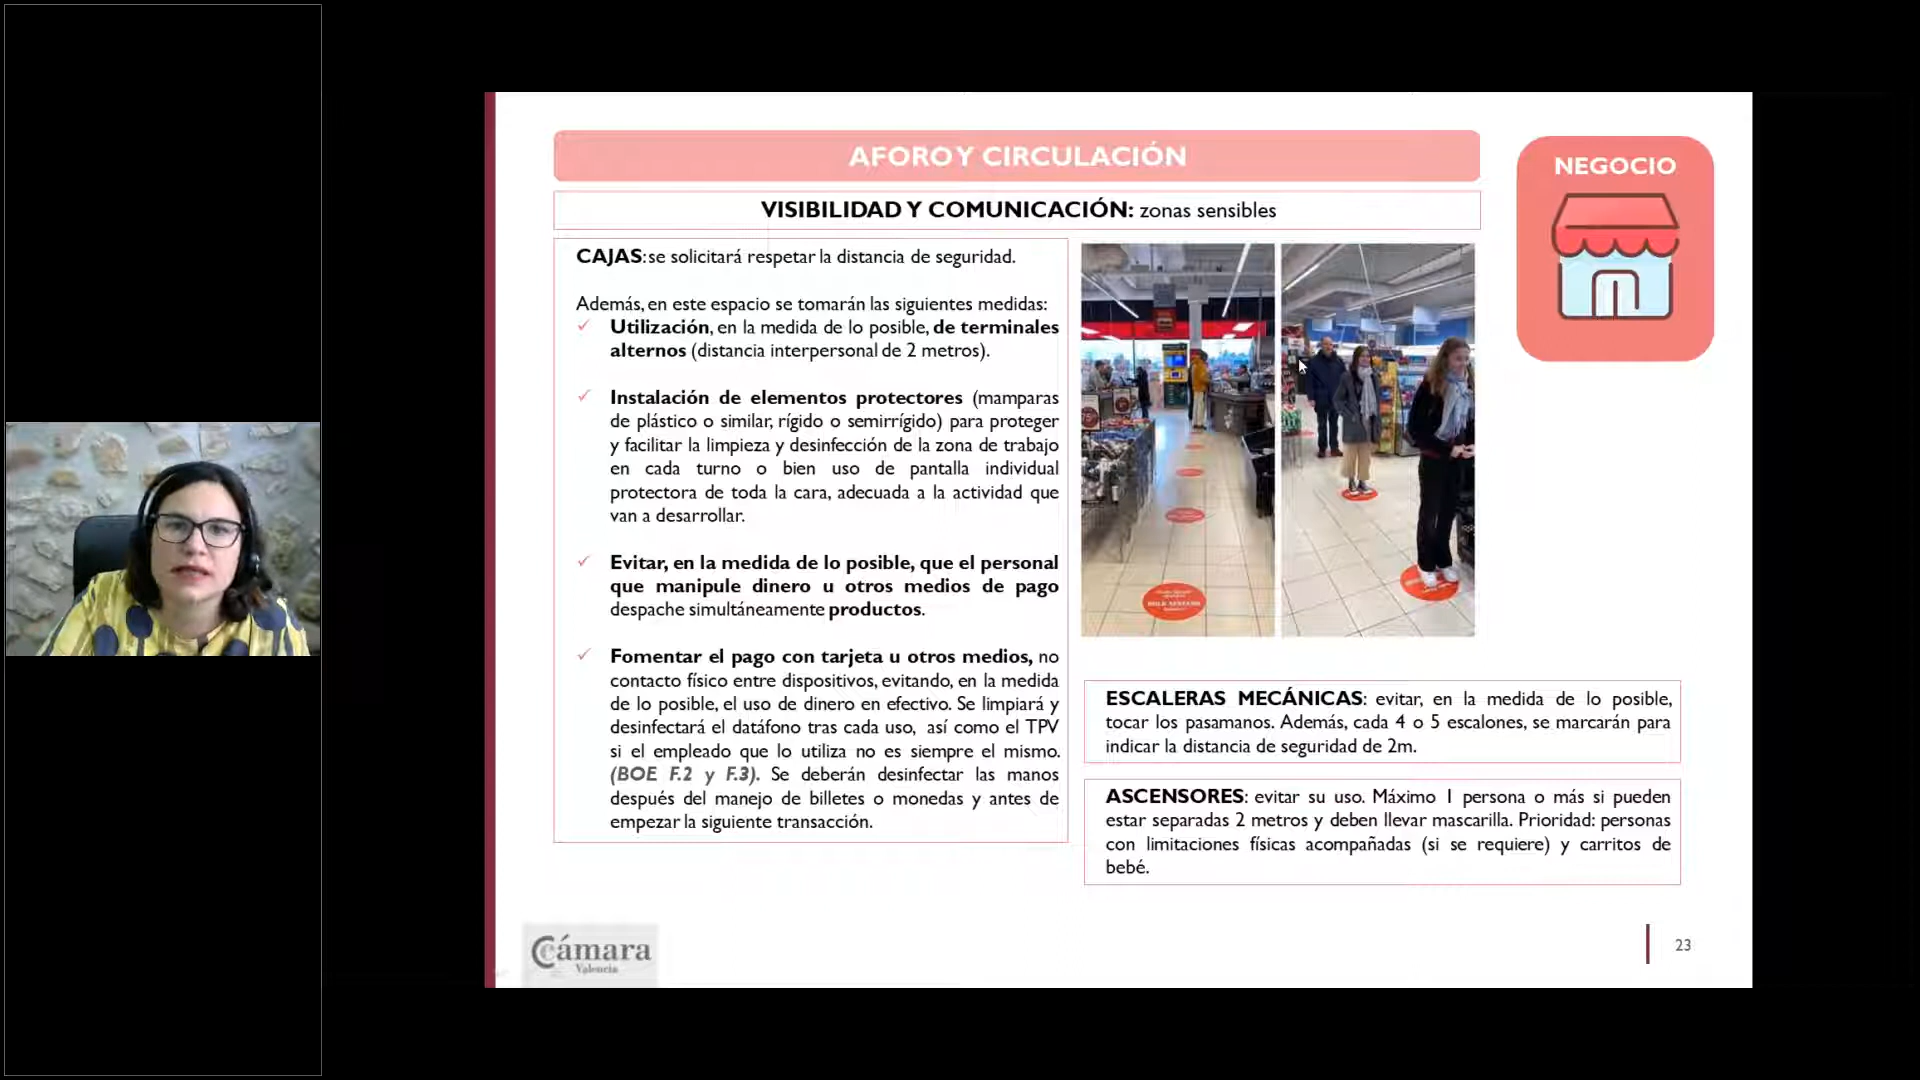 AFORO Y CIRCULACIÓN
NEGOCIO
VISIBILIDAD Y COMUNICACIÓN: zonas sensibles
CAJAS: se solicitará respetar la distancia de seguridad.
Además, en este espacio se tomarán las siguientes medidas:
✓ Utilización, en la medida de lo posible, de terminales
alternos (distancia interpersonal de 2 metros).
✓ Instalación de elementos protectores (mamparas
de plástico o similar, rígido o semirrígido) para proteger
y facilitar la limpieza y desinfección de la zona de trabajo
en cada turno o bien uso de pantalla individual
protectora de toda la cara, adecuada a la actividad que
van a desarrollar.
✓ Evitar, en la medida de lo posible, que el personal
que manipule dinero u otros medios de pago
despache simultáneamente productos.
✓ Fomentar el pago con tarjeta u otros medios, no
contacto físico entre dispositivos, evitando, en la medida
de lo posible, el uso de dinero en efectivo. Se limpiará y
desinfectará el datáfono tras cada uso, así como el TPV
si el empleado que lo utiliza no es siempre el mismo.
(BOE F.2 y F.3). Se deberán desinfectar las manos
después del manejo de billetes o monedas y antes de
empezar la siguiente transacción.
ESCALERAS MECÁNICAS: evitar, en la medida de lo posible,
tocar los pasamanos. Además, cada 4 o 5 escalones, se marcarán para
indicar la distancia de seguridad de 2m.
ASCENSORES: evitar su uso. Máximo 1 persona o más si pueden
estar separadas 2 metros y deben llevar mascarilla. Prioridad: personas
con limitaciones físicas acompañadas (si se requiere) y carritos de
bebé.
Cámara
Valencia
23